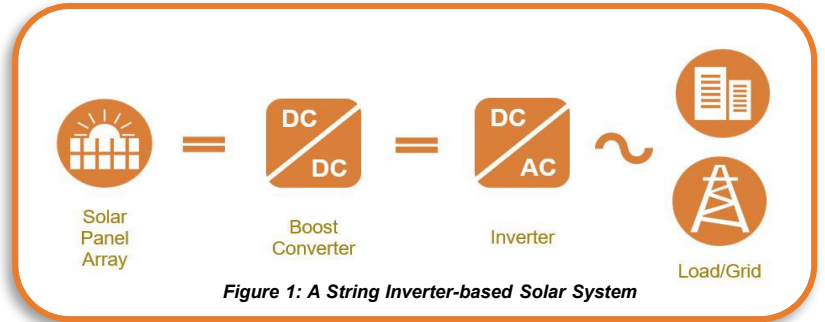 Solar
Panel
Array
DC
DC
Boost
Converter
DC
AC
Inverter
Load/Grid
Figure 1: A String Inverter-based Solar System